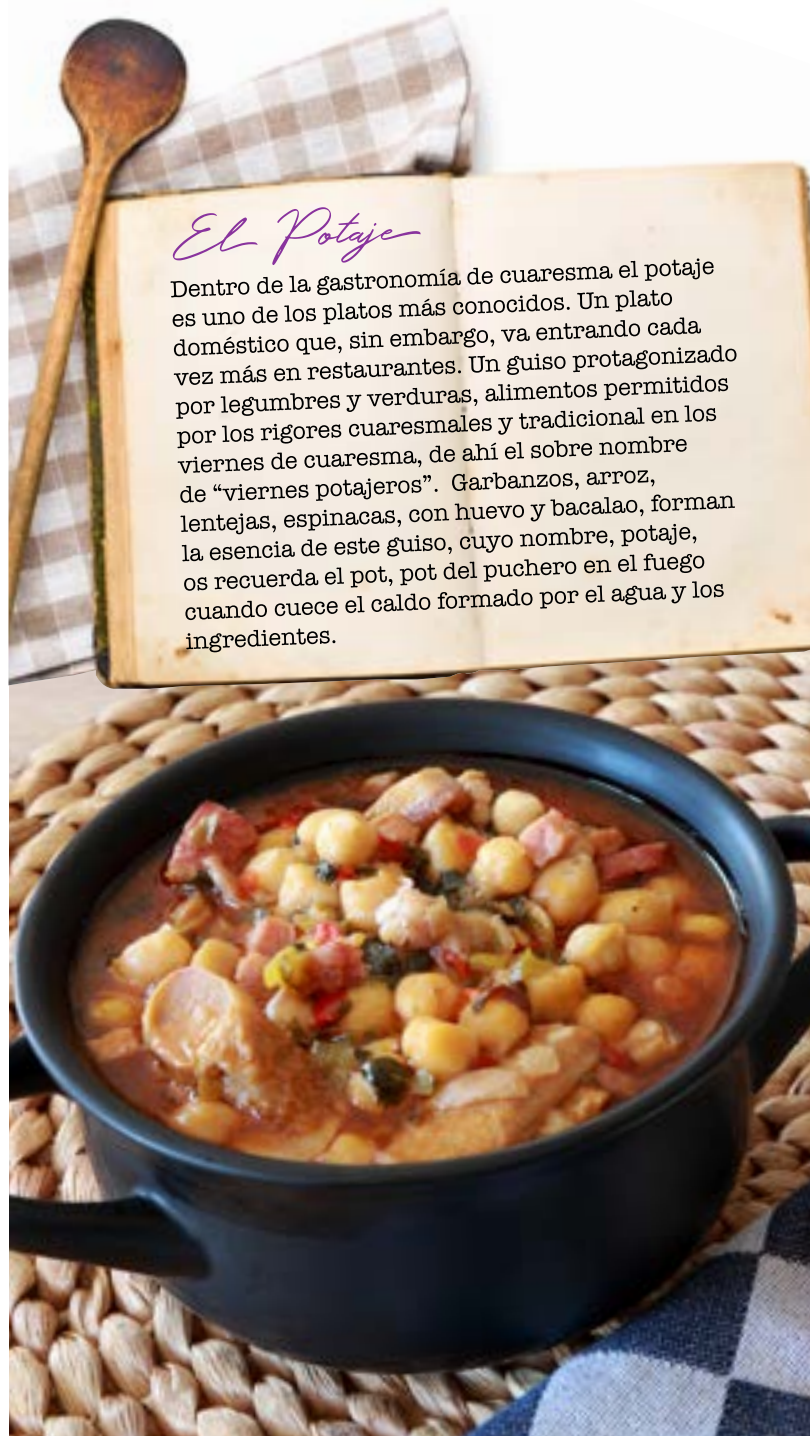 El Potaje
Dentro de la gastronomía de cuaresma el potaje
es uno de los platos más conocidos. Un plato
doméstico que, sin embargo, va entrando cada
vez más en restaurantes. Un guiso protagonizado
por legumbres y verduras, alimentos permitidos
por los rigores cuaresmales y tradicional en los
viernes de cuaresma, de ahí el sobre nombre
de “viernes potajeros”.  Garbanzos, arroz,
lentejas, espinacas, con huevo y bacalao, forman
la esencia de este guiso, cuyo nombre, potaje,
os recuerda el pot, pot del puchero en el fuego
cuando cuece el caldo formado por el agua y los
ingredientes.